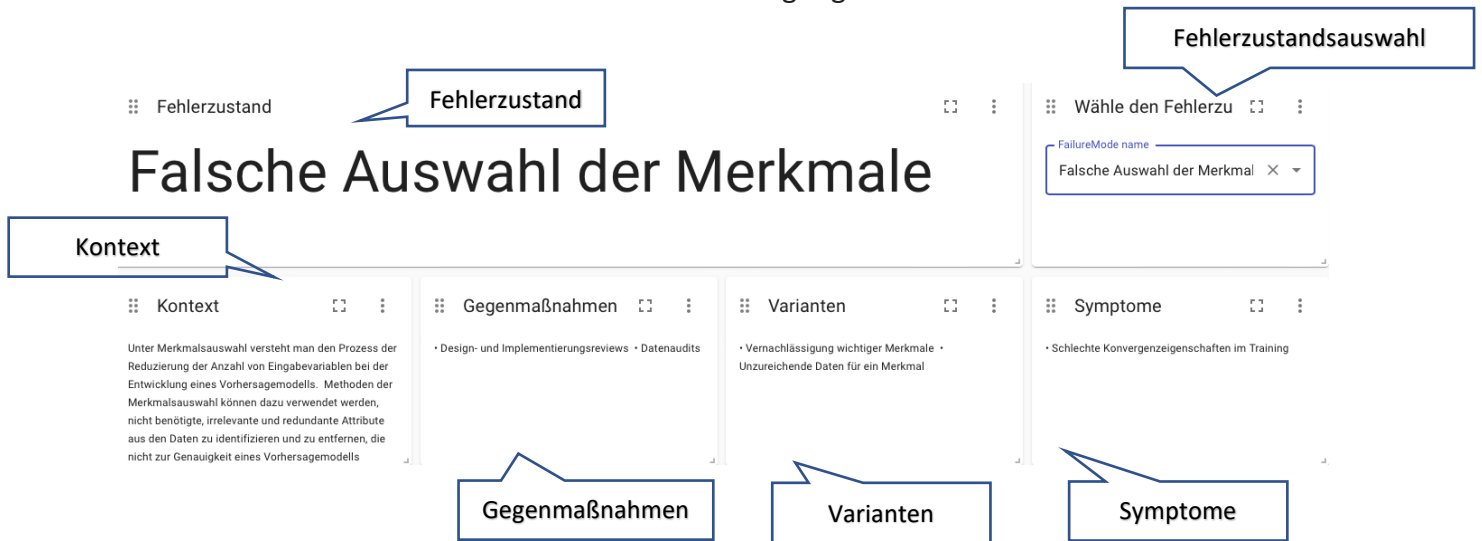 Fehlerzustandsauswahl
Fehlerzustand
Fehlerzustand
Wähle den Fehlerzu
Falsche Auswahl der Merkmale
FailureMode name
Falsche Auswahl der Merkmal
Kontext
Kontext
Gegenmaßnahmen
Varianten
Symptome
Unter Merkmalsauswahl versteht man den Prozess der
Reduzierung der Anzahl von Eingabevariablen bei der
Entwicklung eines Vorhersagemodells. Methoden der
Merkmalsauswahl können dazu verwendet werden,
nicht benötigte, irrelevante und redundante Attribute
aus den Daten zu identifizieren und zu entfernen, die
nicht zur Genauigkeit eines Vorhersagemodells
• Design- und Implementierungsreviews • Datenaudits
• Vernachlässigung wichtiger Merkmale •
Unzureichende Daten für ein Merkmal
• Schlechte Konvergenzeigenschaften im Training
Gegenmaßnahmen
Varianten
Symptome